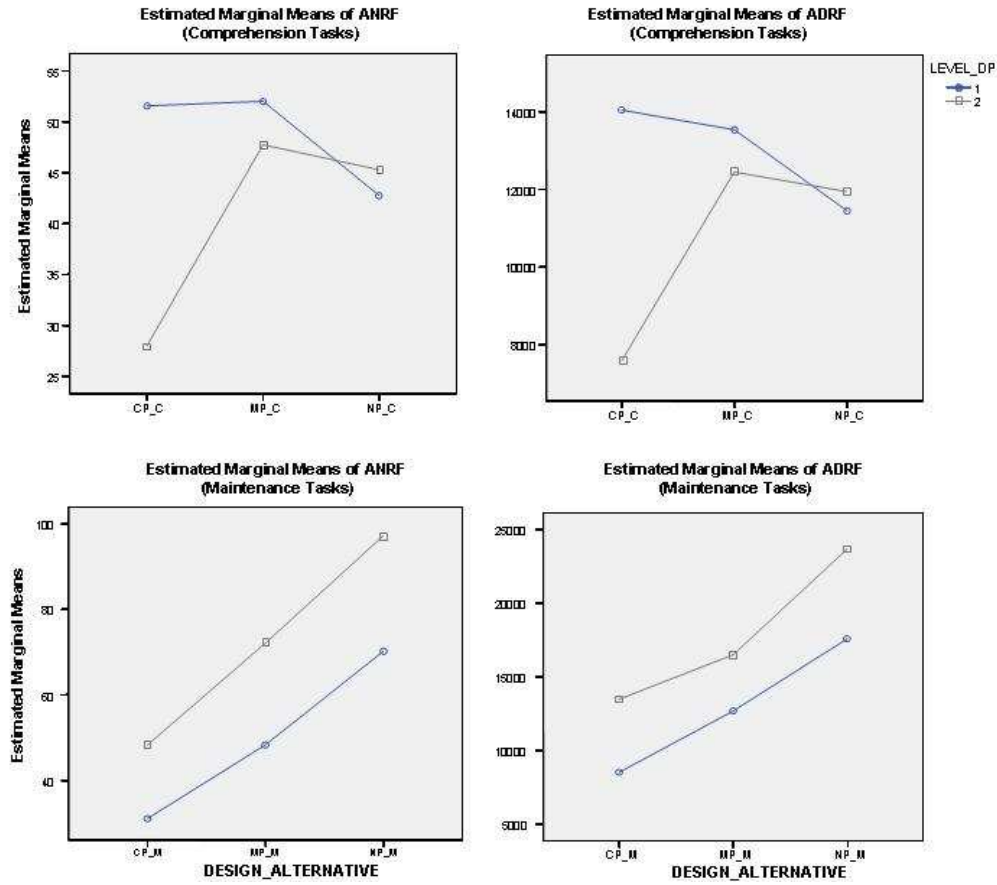 Estimated Marginal Means of ANRF
(Comprehension Tasks)
Estimated Marginal Means
55
50
45
40
35
30
25
CP_C
MP_C
NP_C
Estimated Marginal Means of ADRF
(Comprehension Tasks)
14000
12000
10000
8000
CP_C
MP_C
NP_C
LEVEL_DP
1
2
Estimated Marginal Means of ANRF
(Maintenance Tasks)
Estimated Marginal Means
100
80
60
40
CP_M
MP_M
NP_M
DESIGN_ALTERNATIVE
Estimated Marginal Means of ADRF
(Maintenance Tasks)
25000
20000
15000
10000
5000
CP_M
MP_M
NP_M
DESIGN_ALTERNATIVE